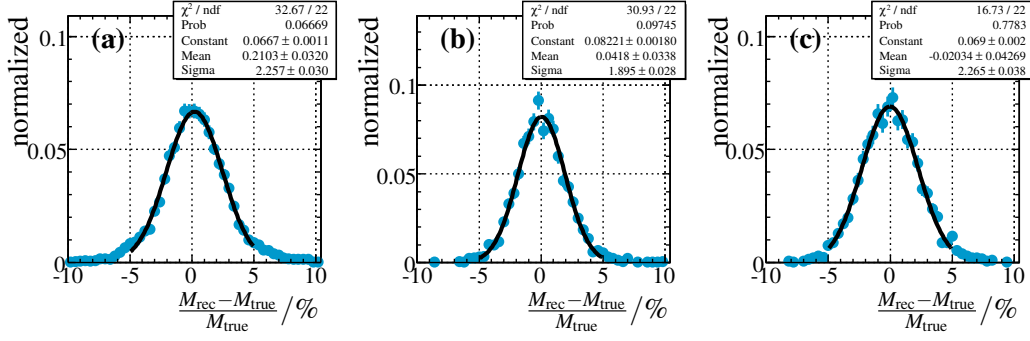 χ² / ndf 32.67 / 22
Prob 0.06669
Constant 0.0667 ± 0.0011
Mean 0.2103 ± 0.0320
Sigma 2.257 ± 0.030
(a)
normalized
0.1
0.05
0
-10 -5 0 5 10
M_rec − M_true
M_true
/ %
χ² / ndf 30.93 / 22
Prob 0.09745
Constant 0.08221 ± 0.00180
Mean 0.0418 ± 0.0338
Sigma 1.895 ± 0.028
(b)
normalized
0.1
0.05
0
-10 -5 0 5 10
M_rec − M_true
M_true
/ %
χ² / ndf 16.73 / 22
Prob 0.7783
Constant 0.069 ± 0.002
Mean -0.02034 ± 0.04269
Sigma 2.265 ± 0.038
(c)
normalized
0.1
0.05
0
-10 -5 0 5 10
M_rec − M_true
M_true
/ %